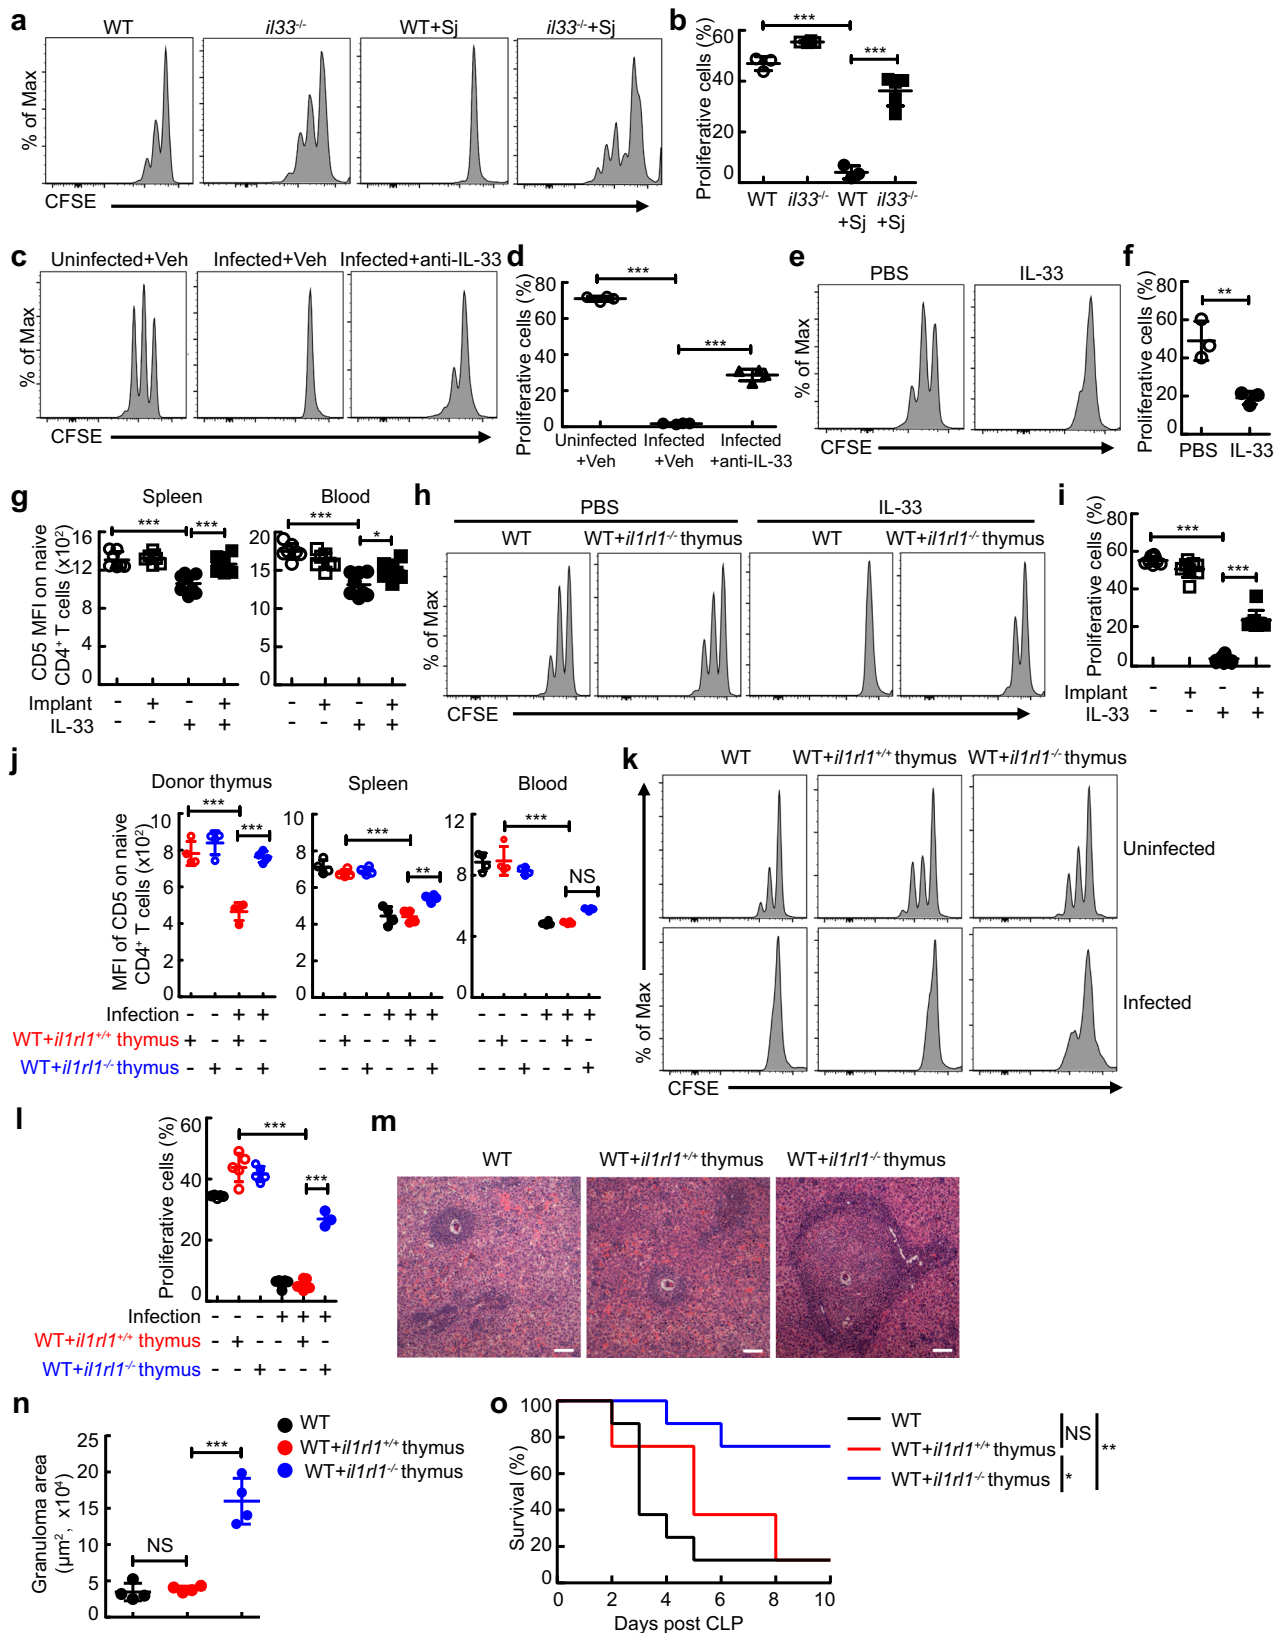 a
WT
il33-/-
WT+Sj
il33-/-+Sj
% of Max
CFSE
b
Proliferative cells (%)
60
40
20
0
***
***
WT il33-/- WT +Sj il33-/- +Sj
c
Uninfected+Veh
Infected+Veh
Infected+anti-IL-33
% of Max
CFSE
d
Proliferative cells (%)
80
60
40
20
0
***
***
Uninfected +Veh
Infected +Veh
Infected +anti-IL-33
e
PBS
IL-33
% of Max
CFSE
f
Proliferative cells (%)
80
60
40
20
0
**
PBS IL-33
g
Spleen
Blood
CD5 MFI on naive
CD4+ T cells (x10²)
16
12
8
4
0
*** ***
20
15
10
5
0
***
*
Implant - + - + - + - +
IL-33 - - + + - - + +
h
PBS
IL-33
WT
WT+il1rl1-/- thymus
WT
WT+il1rl1-/- thymus
% of Max
CFSE
i
Proliferative cells (%)
80
60
40
20
0
***
***
Implant - + - +
IL-33 - - + +
j
Donor thymus
Spleen
Blood
MFI of CD5 on naive
CD4+ T cells (x10²)
10
8
6
4
2
0
***
***
10
8
6
4
2
0
***
**
12
8
4
0
***
NS
Infection - - + + - - - + + + - - - + + +
WT+il1rl1+/+ thymus + - + - - + - - + - - + - - + -
WT+il1rl1-/- thymus - + - + - - + - - + - - + - - +
k
WT
WT+il1rl1+/+ thymus
WT+il1rl1-/- thymus
Uninfected
Infected
% of Max
CFSE
l
Proliferative cells (%)
60
40
20
0
***
***
Infection - - - + + +
WT+il1rl1+/+ thymus - + - - + -
WT+il1rl1-/- thymus - - + - - +
m
WT
WT+il1rl1+/+ thymus
WT+il1rl1-/- thymus
n
Granuloma area
(μm², x10⁴)
25
20
15
10
5
0
NS
***
WT
WT+il1rl1+/+ thymus
WT+il1rl1-/- thymus
o
Survival (%)
100
80
60
40
20
0
0 2 4 6 8 10
Days post CLP
WT
WT+il1rl1+/+ thymus
WT+il1rl1-/- thymus
NS
*
**